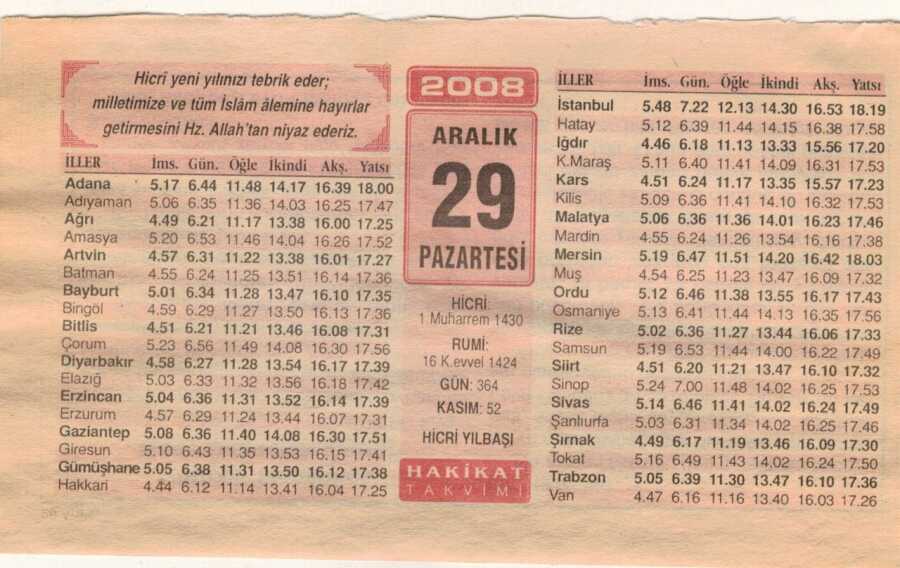 Hicrî yeni yılınızı tebrik eder;
milletimize ve tüm İslâm âlemine hayırlar
getirmesini Hz. Allah'tan niyaz ederiz.
İLLER İms. Gün. Öğle İkindi Akş. Yatsı
Adana 5.17 6.44 11.48 14.17 16.39 18.00
Adıyaman 5.06 6.35 11.36 14.03 16.25 17.47
Ağrı 4.49 6.21 11.17 13.38 16.00 17.25
Amasya 5.20 6.53 11.46 14.04 16.26 17.52
Artvin 4.57 6.31 11.22 13.38 16.01 17.27
Batman 4.55 6.24 11.25 13.51 16.14 17.36
Bayburt 5.01 6.34 11.28 13.47 16.10 17.35
Bingöl 4.59 6.29 11.27 13.50 16.13 17.36
Bitlis 4.51 6.21 11.21 13.46 16.08 17.31
Çorum 5.23 6.56 11.49 14.08 16.30 17.56
Diyarbakır 4.58 6.27 11.28 13.54 16.17 17.39
Elazığ 5.03 6.33 11.32 13.56 16.18 17.42
Erzincan 5.04 6.36 11.31 13.52 16.14 17.39
Erzurum 4.57 6.29 11.24 13.44 16.07 17.31
Gaziantep 5.08 6.36 11.40 14.08 16.30 17.51
Giresun 5.10 6.43 11.35 13.53 16.15 17.41
Gümüşhane 5.05 6.38 11.31 13.50 16.12 17.38
Hakkari 4.44 6.12 11.14 13.41 16.04 17.25
2008
ARALIK
29
PAZARTESİ
HİCRÎ
1 Muharrem 1430
RUMİ:
16 K.evvel 1424
GÜN: 364
KASIM: 52
HİCRİ YILBAŞI
HAKİKAT
TAKVİMİ
İLLER İms. Gün. Öğle İkindi Akş. Yatsı
İstanbul 5.48 7.22 12.13 14.30 16.53 18.19
Hatay 5.12 6.39 11.44 14.15 16.38 17.58
Iğdır 4.46 6.18 11.13 13.33 15.56 17.20
K.Maraş 5.11 6.40 11.41 14.09 16.31 17.53
Kars 4.51 6.24 11.17 13.35 15.57 17.23
Kilis 5.09 6.36 11.41 14.10 16.32 17.53
Malatya 5.06 6.36 11.36 14.01 16.23 17.46
Mardin 4.55 6.24 11.26 13.54 16.16 17.38
Mersin 5.19 6.47 11.51 14.20 16.42 18.03
Muş 4.54 6.25 11.23 13.47 16.09 17.32
Ordu 5.12 6.46 11.38 13.55 16.17 17.43
Osmaniye 5.13 6.41 11.44 14.13 16.35 17.56
Rize 5.02 6.36 11.27 13.44 16.06 17.33
Samsun 5.19 6.53 11.44 14.00 16.22 17.49
Siirt 4.51 6.20 11.21 13.47 16.10 17.32
Sinop 5.24 7.00 11.48 14.02 16.25 17.53
Sivas 5.14 6.46 11.41 14.02 16.24 17.49
Şanlıurfa 5.03 6.31 11.34 14.02 16.25 17.46
Şırnak 4.49 6.17 11.19 13.46 16.09 17.30
Tokat 5.16 6.49 11.43 14.02 16.24 17.50
Trabzon 5.05 6.39 11.30 13.47 16.10 17.36
Van 4.47 6.16 11.16 13.40 16.03 17.26